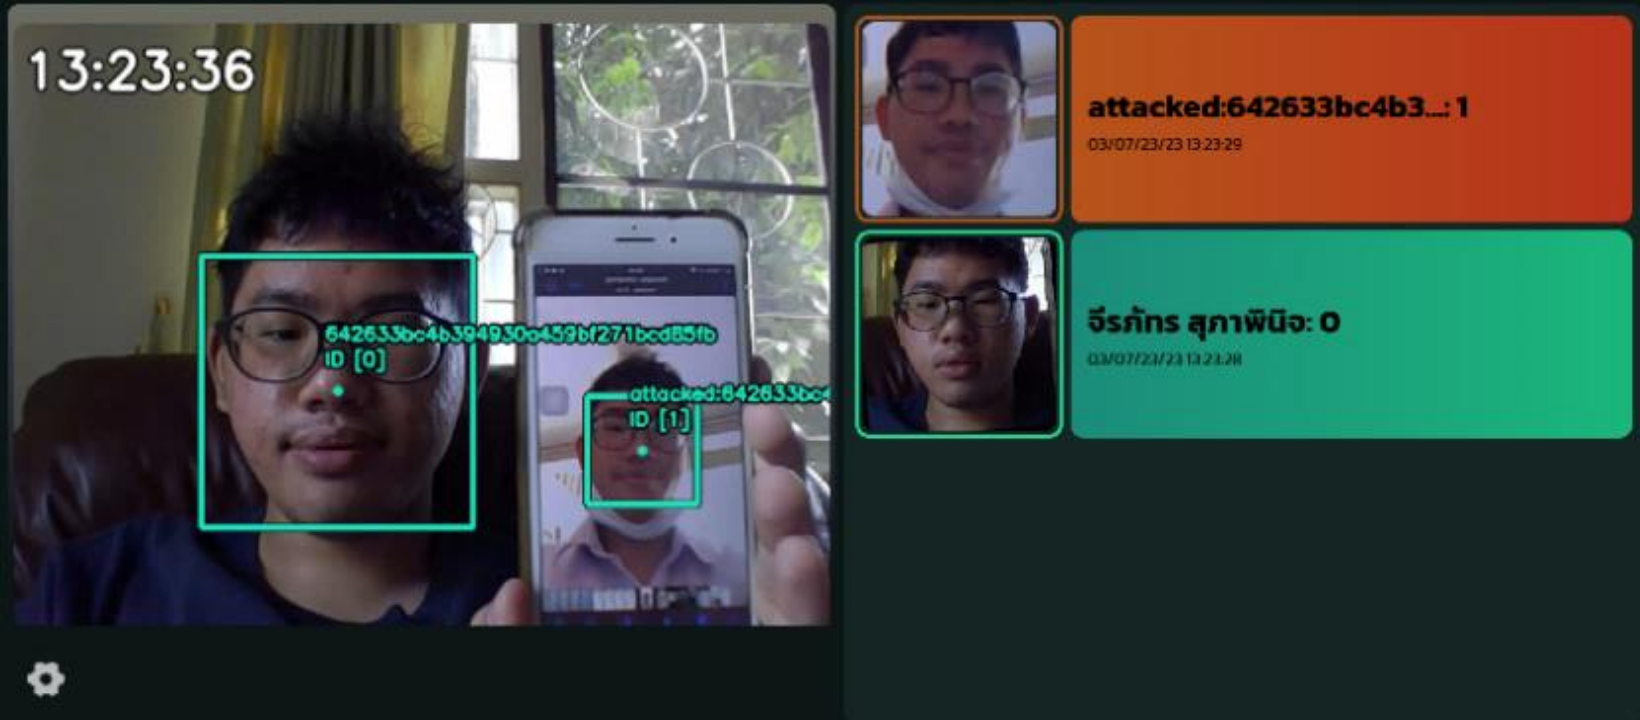 13:23:36
642633bc4b394930a459bf271bcd85fb
ID [0]
attacked:642633bc4
ID [1]
attacked:642633bc4b3...: 1
03/07/23/23 13:23:29
จีรภัทร สุภาพินิจ: 0
03/07/23/23 13:23:28